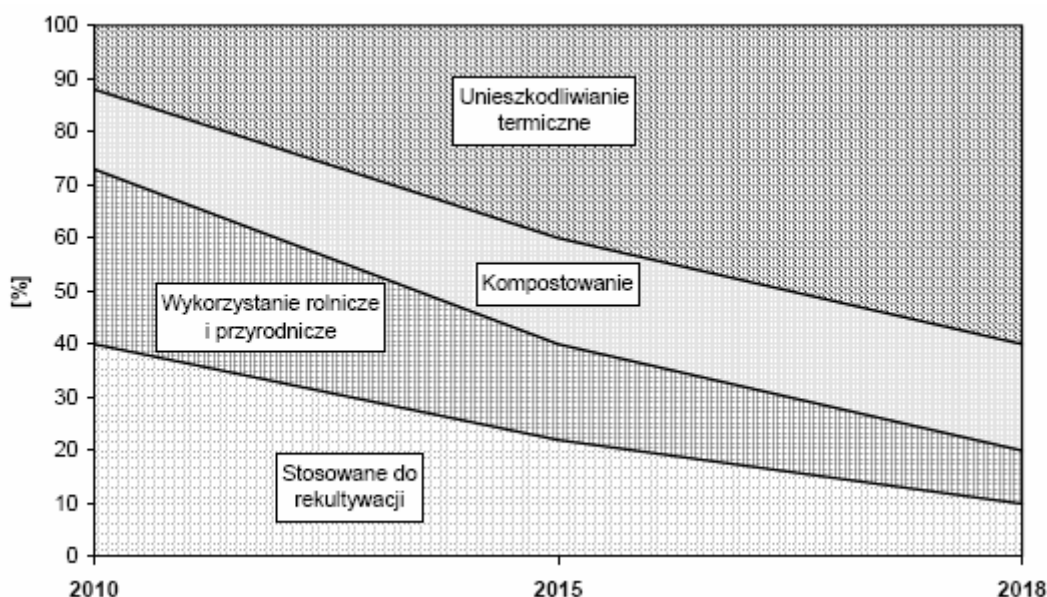 100
90
80
70
60
50
40
30
20
10
0
[%]
Unieszkodliwianie
termiczne
Kompostowanie
Wykorzystanie rolnicze
i przyrodnicze
Stosowane do
rekultywacji
2010
2015
2018